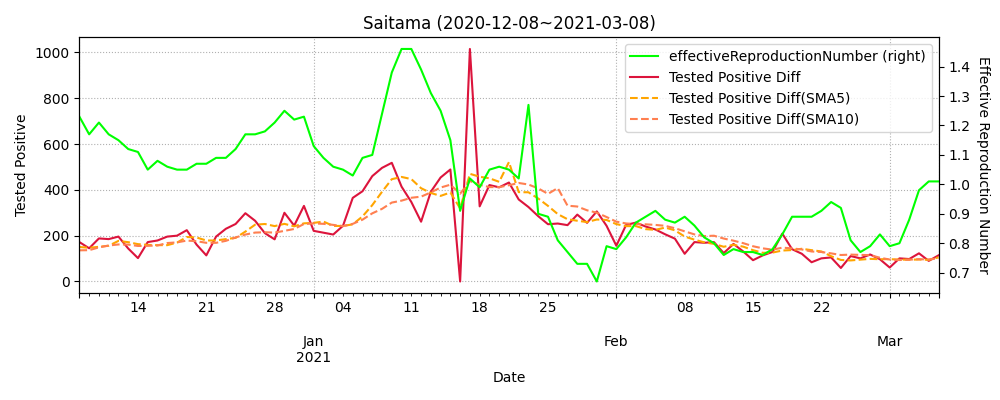 Saitama (2020-12-08~2021-03-08)
effectiveReproductionNumber (right)
Tested Positive Diff
Tested Positive Diff(SMA5)
Tested Positive Diff(SMA10)
Tested Positive
1000
800
600
400
200
0
1.4
1.3
1.2
1.1
1.0
0.9
0.8
0.7
Effective Reproduction Number
14 21 28 04 11 18 25 08 15 22
Jan Feb Mar
2021
Date